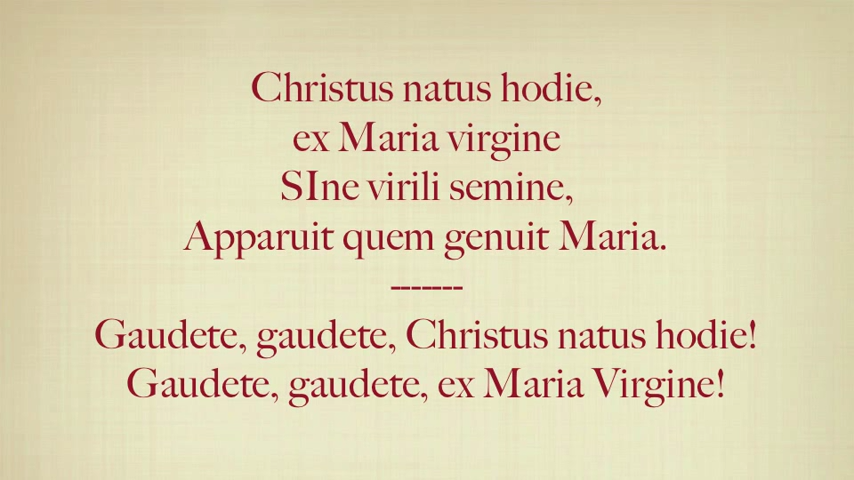 Christus natus hodie,
ex Maria virgine
SIne virili semine,
Apparuit quem genuit Maria.
-------
Gaudete, gaudete, Christus natus hodie!
Gaudete, gaudete, ex Maria Virgine!